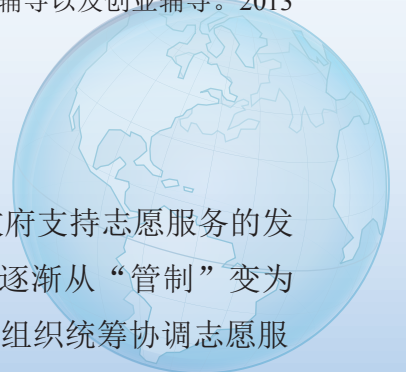 辅导以及创业辅导。2013
政府支持志愿服务的发
逐渐从“管制”变为
组织统筹协调志愿服